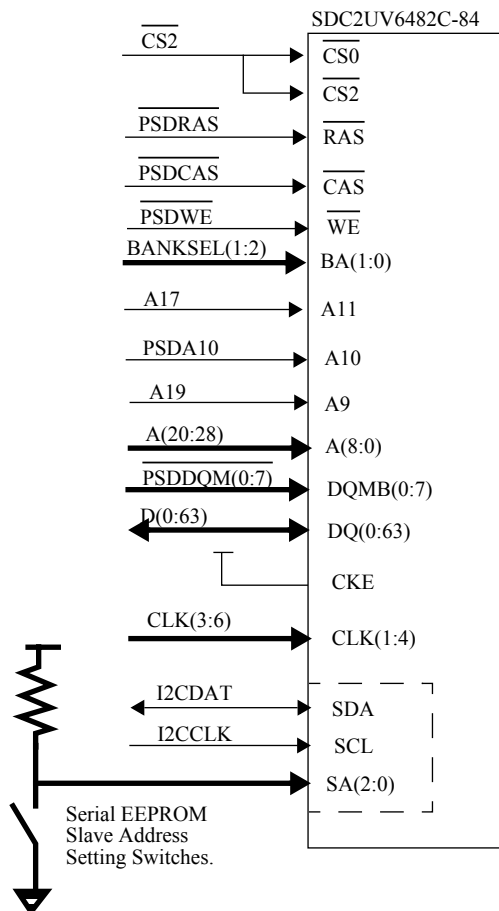 SDC2UV6482C-84
CS2 CS0
CS2
PSDRAS RAS
PSDCAS CAS
PSDWE WE
BANKSEL(1:2) BA(1:0)
A17 A11
PSDA10 A10
A19 A9
A(20:28) A(8:0)
PSDDQM(0:7) DQMB(0:7)
D(0:63) DQ(0:63)
CKE
CLK(3:6) CLK(1:4)
I2CDAT SDA
I2CCLK SCL
SA(2:0)
Serial EEPROM
Slave Address
Setting Switches.